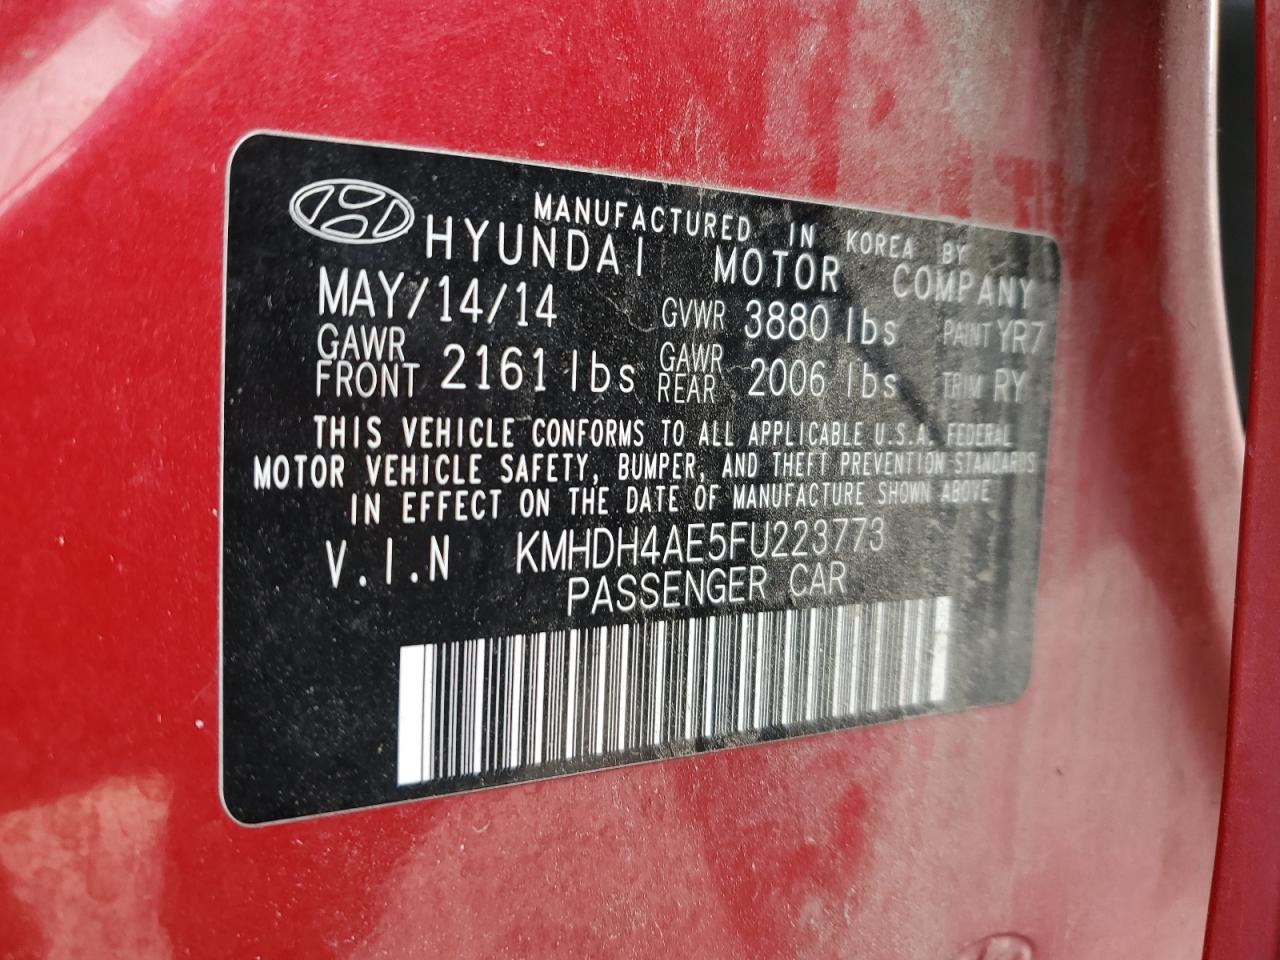 MANUFACTURED IN KOREA BY
HYUNDAI MOTOR COMPANY
MAY/14/14 GVWR 3880 lbs PAINT YR7
GAWR FRONT 2161 lbs GAWR REAR 2006 lbs TRIM RY
THIS VEHICLE CONFORMS TO ALL APPLICABLE U.S.A. FEDERAL
MOTOR VEHICLE SAFETY, BUMPER, AND THEFT PREVENTION STANDARDS
IN EFFECT ON THE DATE OF MANUFACTURE SHOWN ABOVE
V.I.N KMHDH4AE5FU223773
PASSENGER CAR